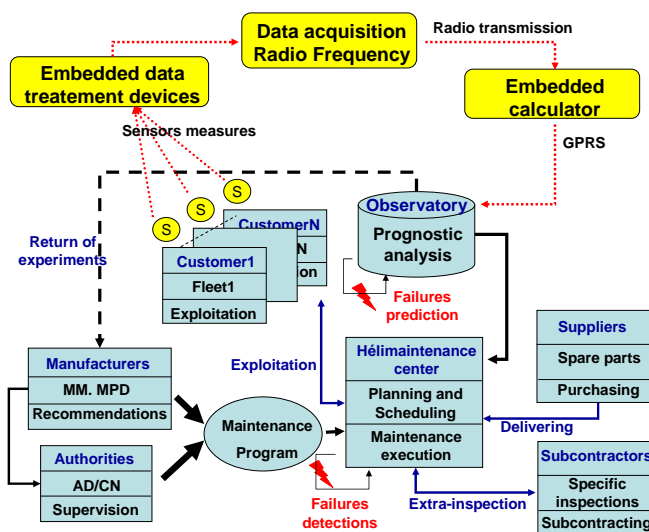 Data acquisition
Radio Frequency
Radio transmission
Embedded data
treatement devices
Embedded
calculator
Sensors measures
GPRS
S
S
S
Observatory
Prognostic
analysis
CustomerN
N
ion
Customer1
Fleet1
Exploitation
Return of
experiments
Failures
prediction
Suppliers
Spare parts
Purchasing
Manufacturers
MM. MPD
Recommendations
Exploitation
Hélimaintenance
center
Planning and
Scheduling
Maintenance
execution
Delivering
Maintenance
Program
Authorities
AD/CN
Supervision
Failures
detections
Extra-inspection
Subcontractors
Specific
inspections
Subcontracting